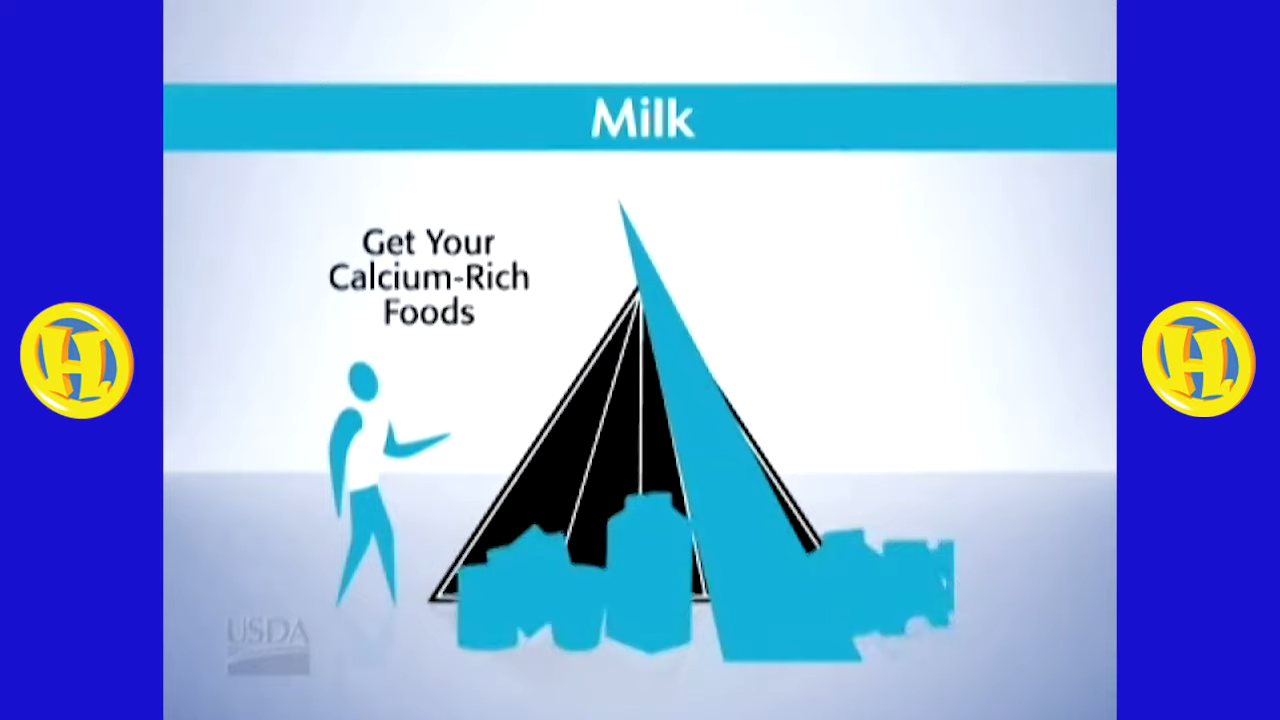 Milk
Get Your
Calcium-Rich
Foods
H
H
USDA